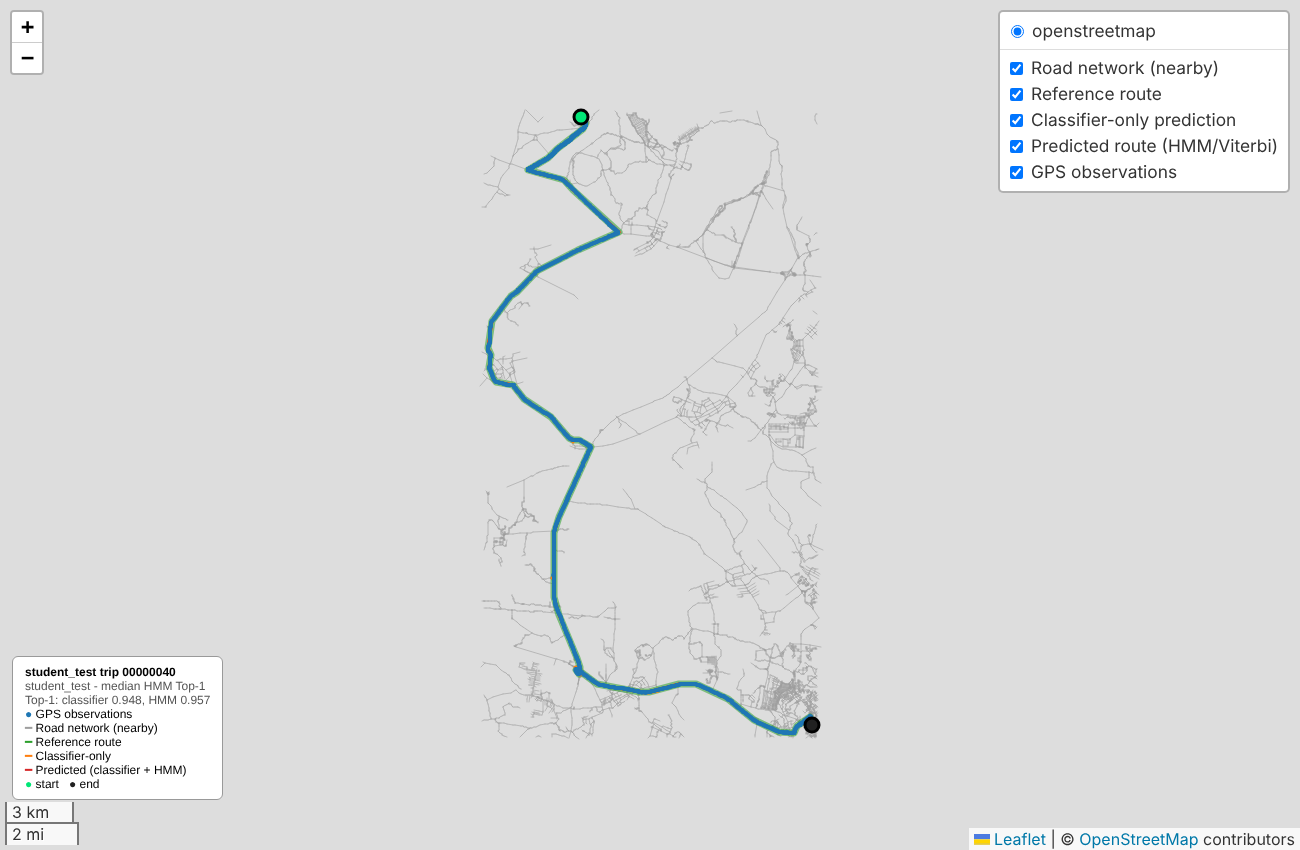 +
−
openstreetmap
Road network (nearby)
Reference route
Classifier-only prediction
Predicted route (HMM/Viterbi)
GPS observations
student_test trip 00000040
student_test - median HMM Top-1
Top-1: classifier 0.948, HMM 0.957
GPS observations
Road network (nearby)
Reference route
Classifier-only
Predicted (classifier + HMM)
start end
3 km
2 mi
Leaflet | © OpenStreetMap contributors